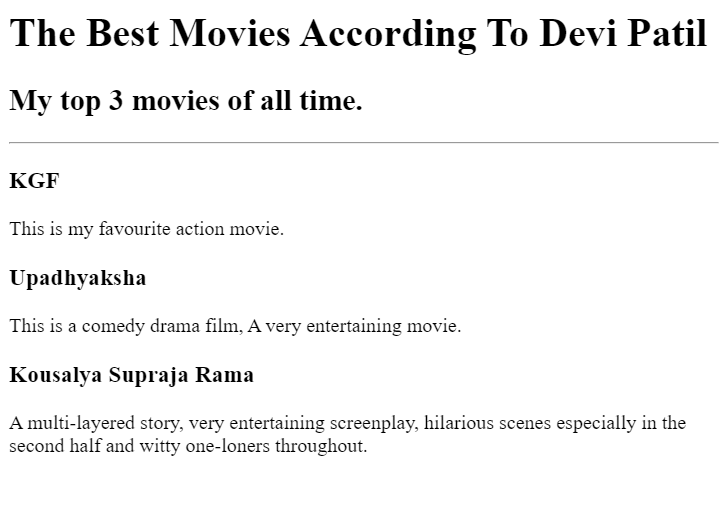 The Best Movies According To Devi Patil
My top 3 movies of all time.
KGF
This is my favourite action movie.
Upadhyaksha
This is a comedy drama film, A very entertaining movie.
Kousalya Supraja Rama
A multi-layered story, very entertaining screenplay, hilarious scenes especially in the
second half and witty one-loners throughout.